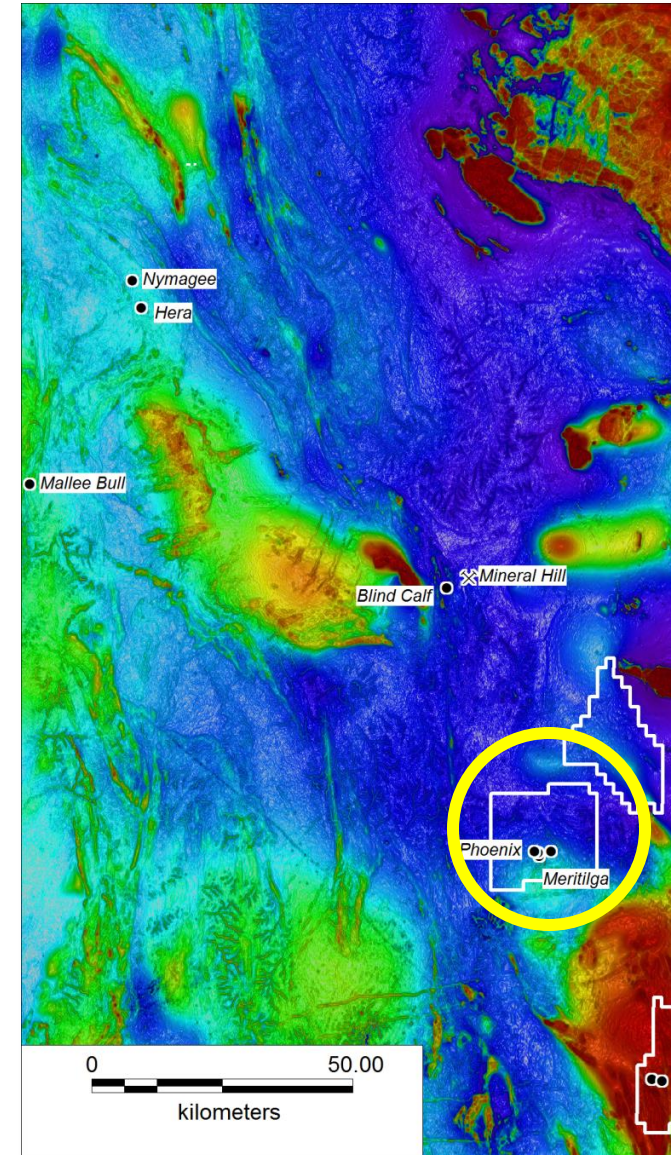 Nymagee
Hera
Mallee Bull
Mineral Hill
Blind Calf
Phoenix
Meritilga
0 50.00
kilometers